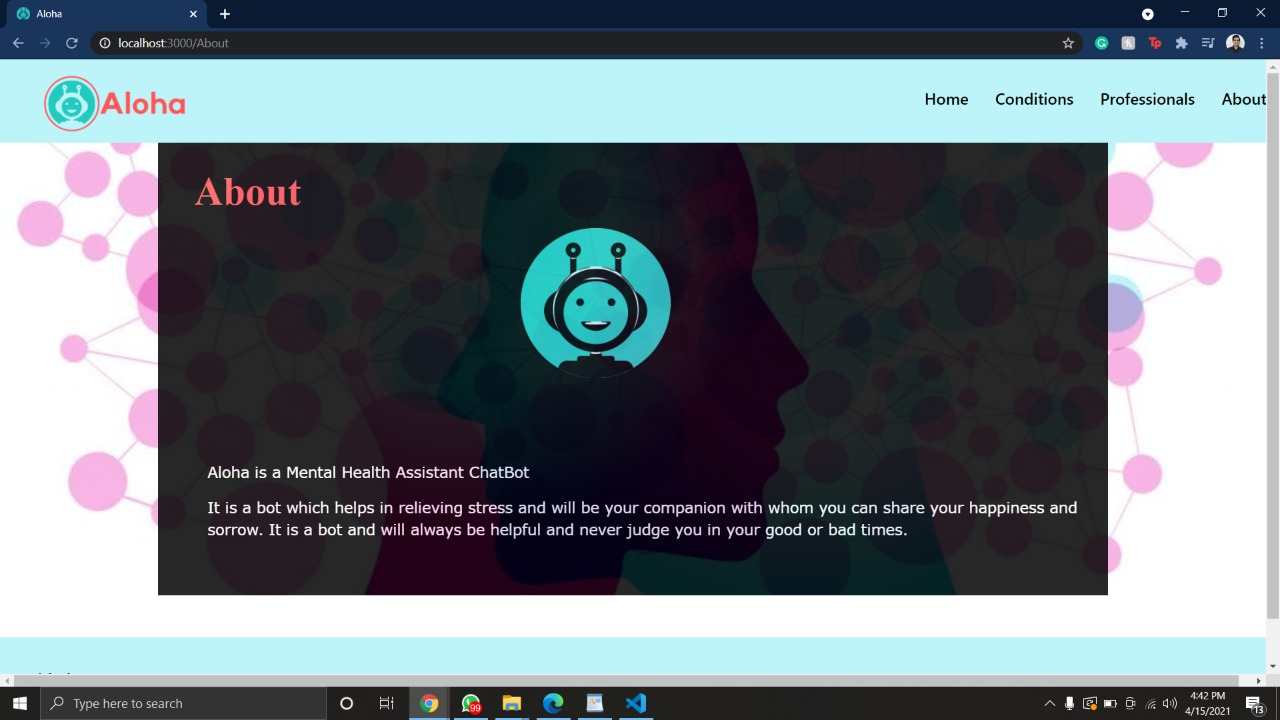 Aloha
localhost:3000/About
Aloha
Home Conditions Professionals About
About
Aloha is a Mental Health Assistant ChatBot
It is a bot which helps in relieving stress and will be your companion with whom you can share your happiness and
sorrow. It is a bot and will always be helpful and never judge you in your good or bad times.
Type here to search
99
4:42 PM
4/15/2021
13